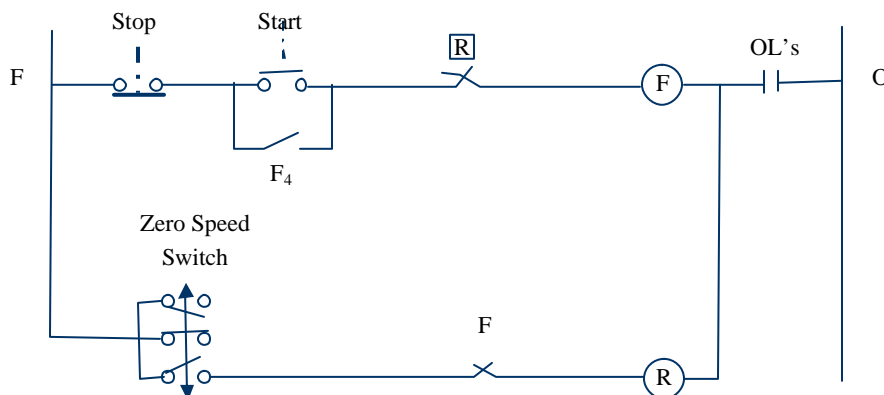 Stop
Start
R
OL's
F
F
O
F₄
Zero Speed
Switch
F
R